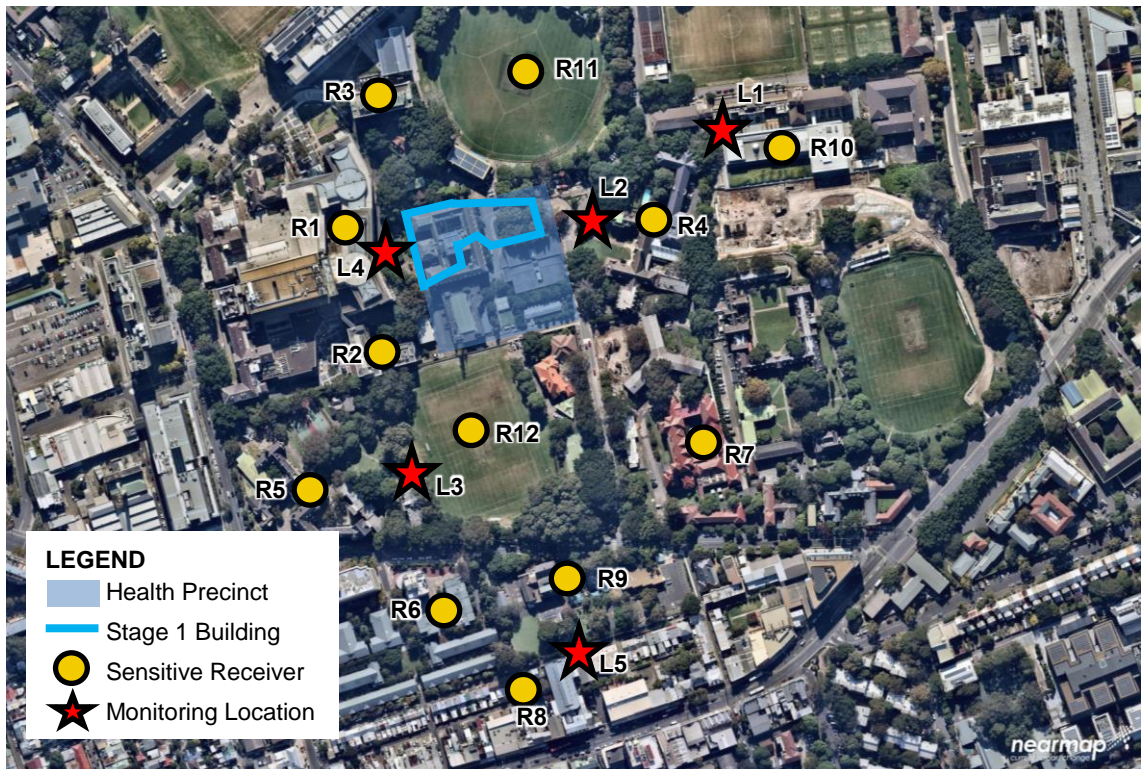 R11
R3
L1
R10
L2
R1
R4
L4
R2
R12
R7
L3
R5
R9
R6
L5
R8
LEGEND
Health Precinct
Stage 1 Building
Sensitive Receiver
Monitoring Location
nearmap